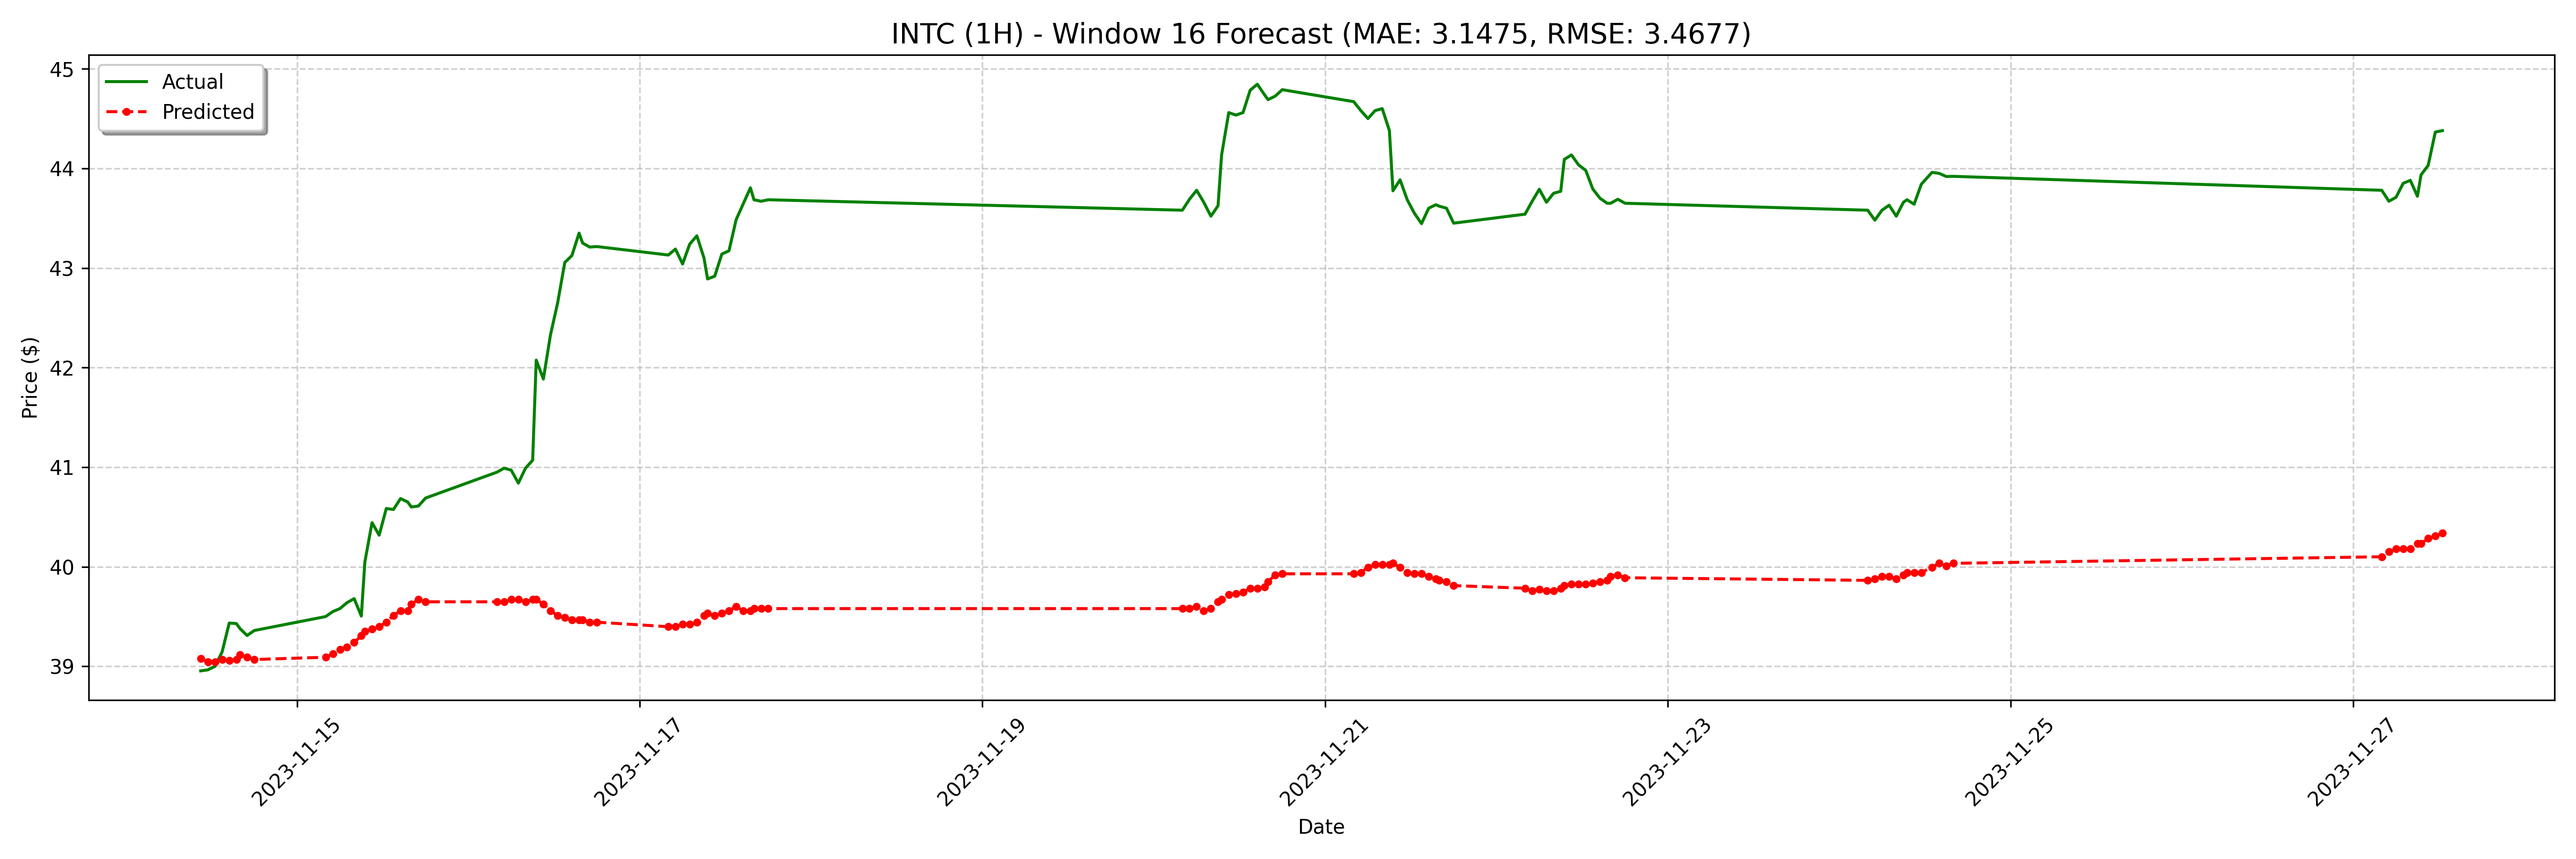 INTC (1H) - Window 16 Forecast (MAE: 3.1475, RMSE: 3.4677)
Actual
Predicted
Price ($)
45
44
43
42
41
40
39
2023-11-15
2023-11-17
2023-11-19
2023-11-21
2023-11-23
2023-11-25
2023-11-27
Date